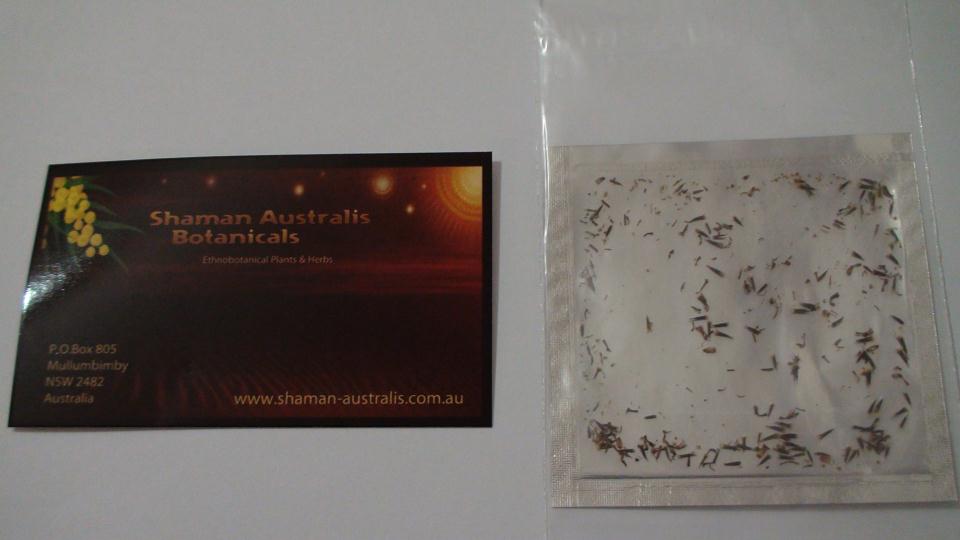 Shaman Australis
Botanicals
Ethnobotanical Plants & Herbs
P.O.Box 805
Mullumbimby
NSW 2482
Australia
www.shaman-australis.com.au